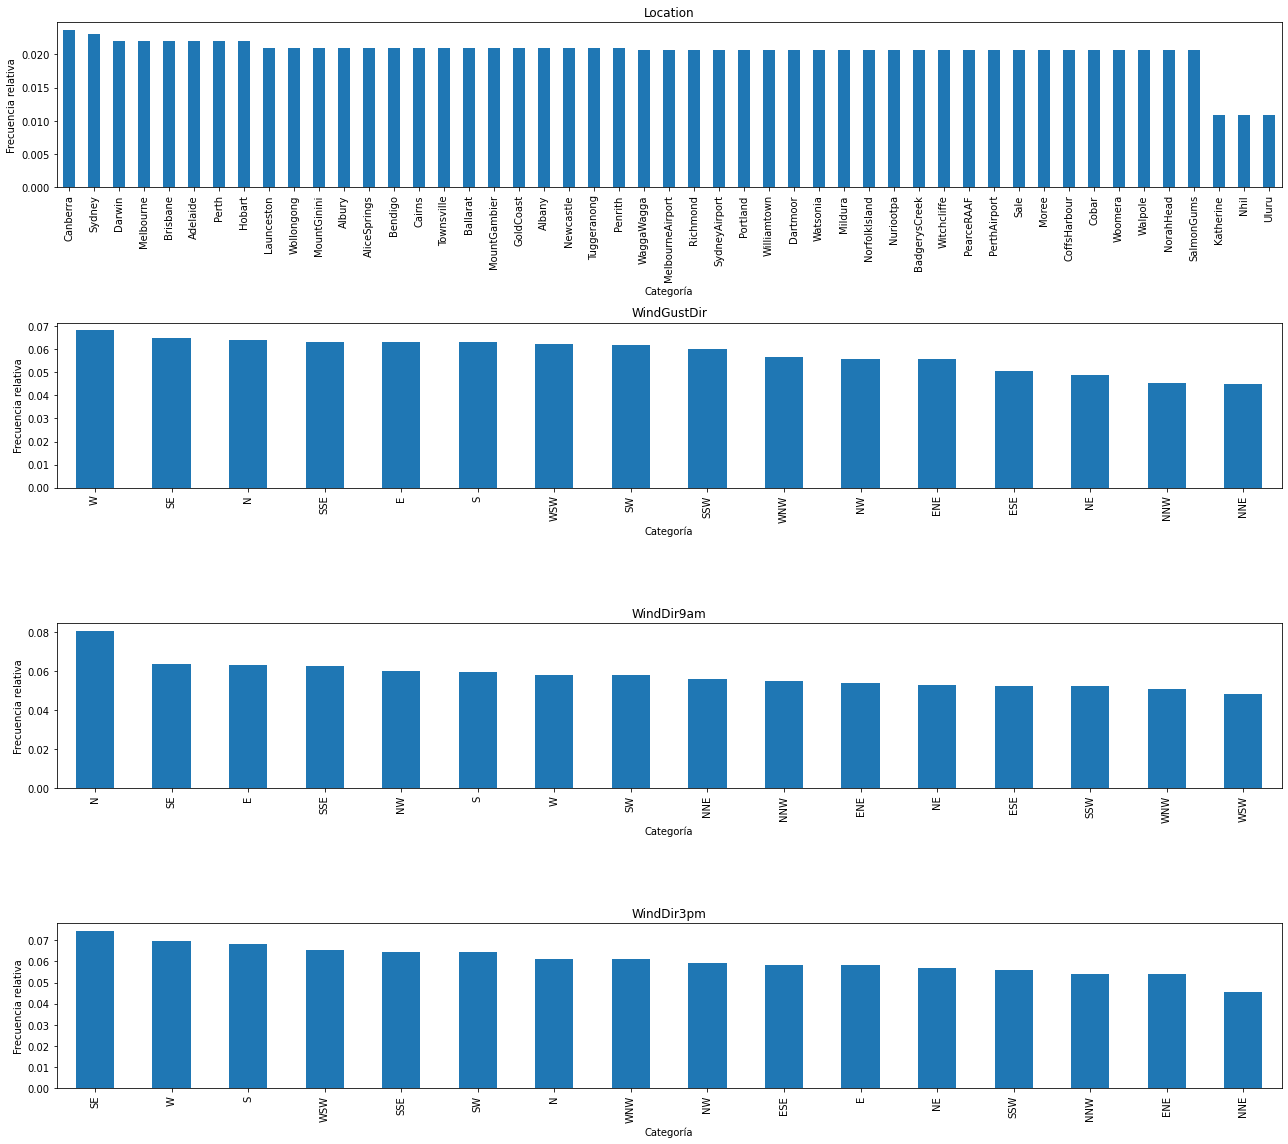 Location
Frecuencia relativa
0.020
0.015
0.010
0.005
0.000
Canberra
Sydney
Darwin
Melbourne
Brisbane
Adelaide
Perth
Hobart
Launceston
Wollongong
MountGinini
Albury
AliceSprings
Bendigo
Cairns
Townsville
Ballarat
MountGambier
GoldCoast
Albany
Newcastle
Tuggeranong
Penrith
WaggaWagga
MelbourneAirport
Richmond
SydneyAirport
Portland
Williamtown
Dartmoor
Watsonia
Mildura
NorfolkIsland
Nuriootpa
BadgerysCreek
Witchcliffe
PearceRAAF
PerthAirport
Sale
Moree
CoffsHarbour
Cobar
Woomera
Walpole
NorahHead
SalmonGums
Katherine
Nhil
Uluru
Categoría
WindGustDir
Frecuencia relativa
0.07
0.06
0.05
0.04
0.03
0.02
0.01
0.00
W
SE
N
SSE
E
S
WSW
SW
SSW
WNW
NW
ENE
ESE
NE
NNW
NNE
Categoría
WindDir9am
Frecuencia relativa
0.08
0.06
0.04
0.02
0.00
N
SE
E
SSE
NW
S
W
SW
NNE
NNW
ENE
NE
ESE
SSW
WNW
WSW
Categoría
WindDir3pm
Frecuencia relativa
0.07
0.06
0.05
0.04
0.03
0.02
0.01
0.00
SE
W
S
WSW
SSE
SW
N
WNW
NW
ESE
E
NE
SSW
NNW
ENE
NNE
Categoría